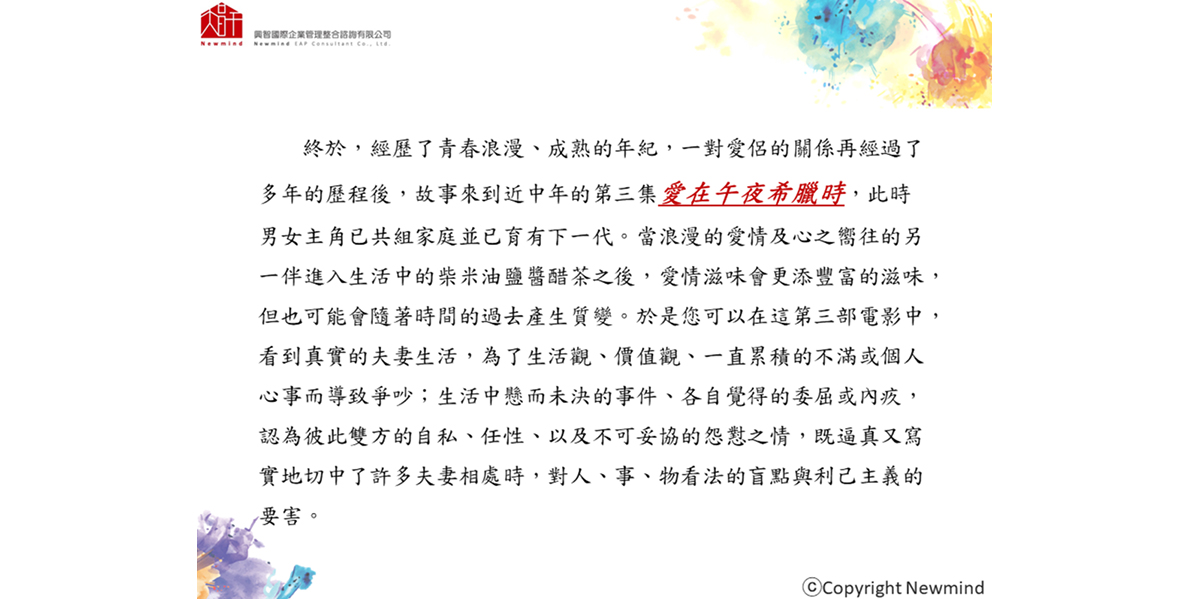 Newmind
興智國際企業管理整合諮詢有限公司
Newmind EAP Consultant Co., Ltd.
終於，經歷了青春浪漫、成熟的年紀，一對愛侶的關係再經過了
多年的歷程後，故事來到近中年的第三集愛在午夜希臘時，此時
男女主角已共組家庭並已育有下一代。當浪漫的愛情及心之嚮往的另
一伴進入生活中的柴米油鹽醬醋茶之後，愛情滋味會更添豐富的滋味，
但也可能會隨著時間的過去產生質變。於是您可以在這第三部電影中，
看到真實的夫妻生活，為了生活觀、價值觀、一直累積的不滿或個人
心事而導致爭吵；生活中懸而未決的事件、各自覺得的委屈或內疚，
認為彼此雙方的自私、任性、以及不可妥協的怨懟之情，既逼真又寫
實地切中了許多夫妻相處時，對人、事、物看法的盲點與利己主義的
要害。
ⓒCopyright Newmind